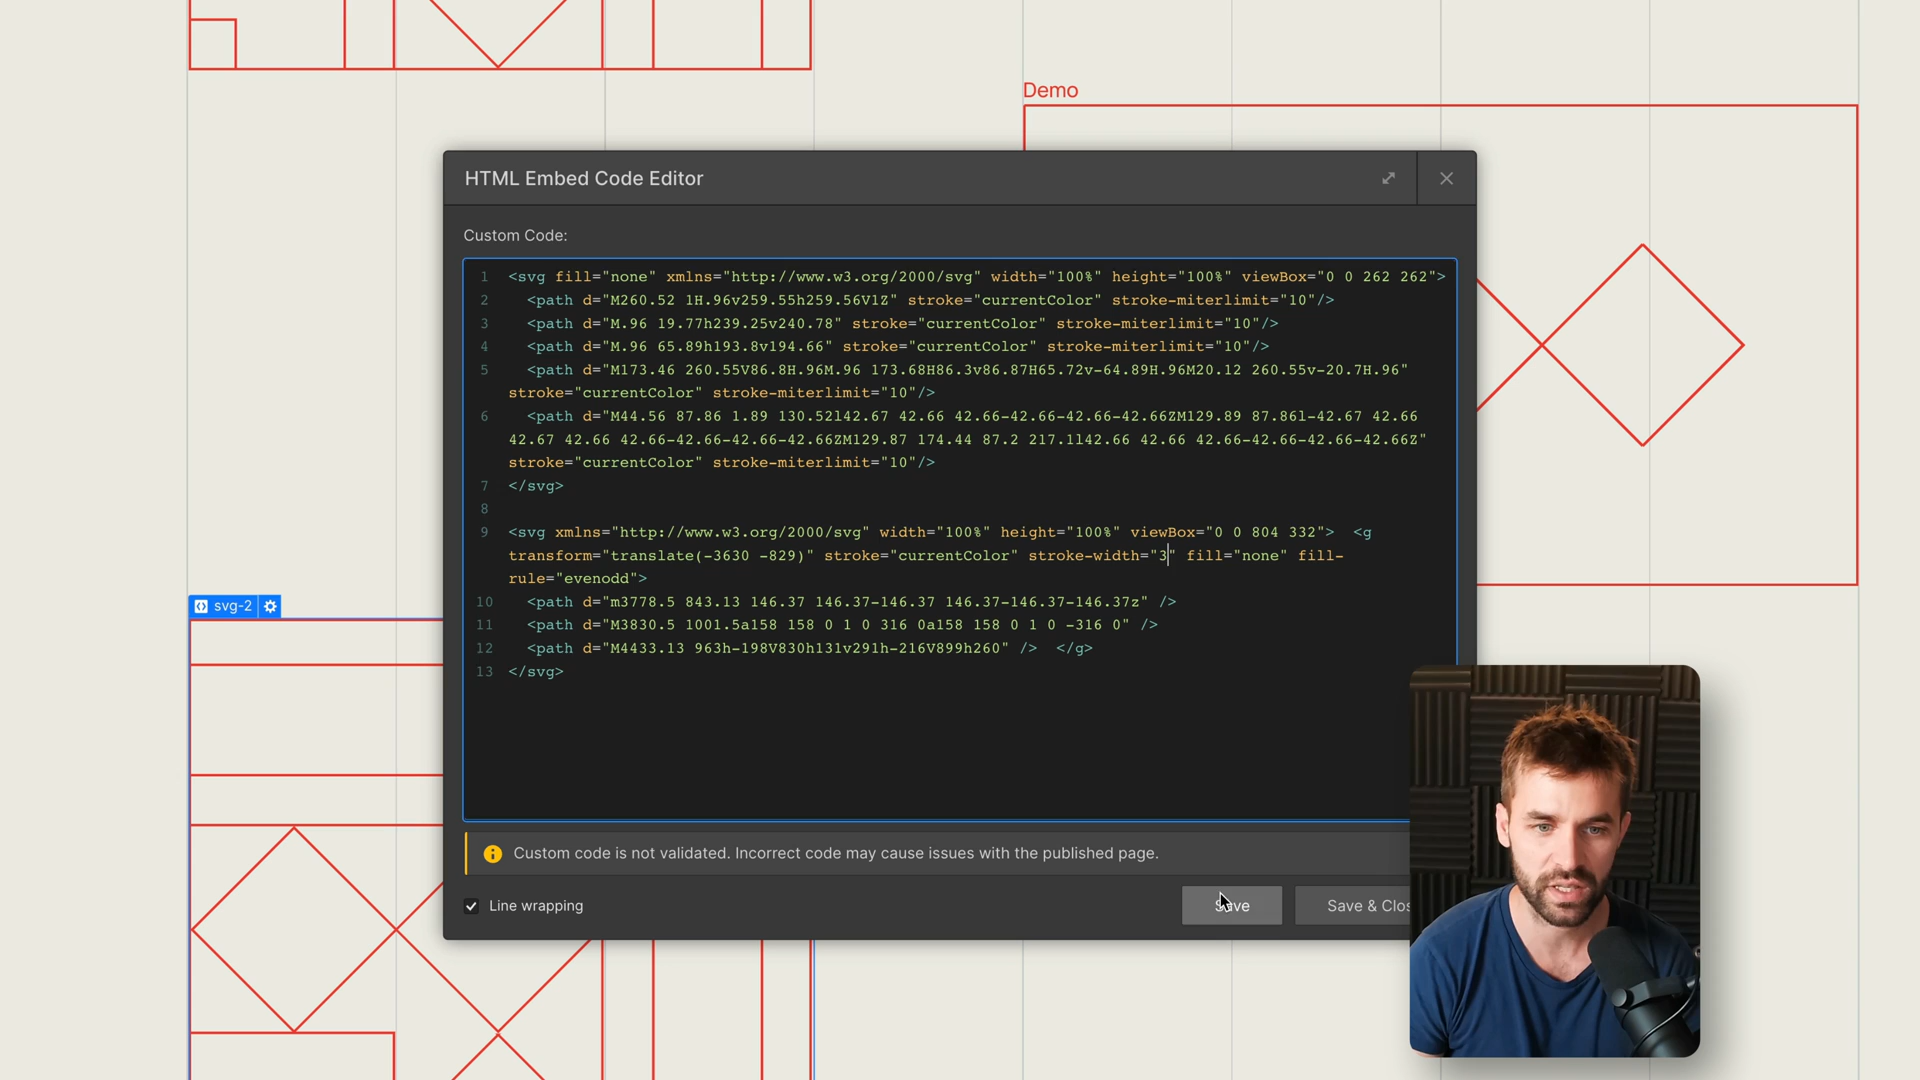 Demo
HTML Embed Code Editor
Custom Code:
1 <svg fill="none" xmlns="http://www.w3.org/2000/svg" width="100%" height="100%" viewBox="0 0 262 262">
2 <path d="M260.52 1H.96v259.55h259.56V1Z" stroke="currentColor" stroke-miterlimit="10"/>
3 <path d="M.96 19.77h239.25v240.78" stroke="currentColor" stroke-miterlimit="10"/>
4 <path d="M.96 65.89h193.8v194.66" stroke="currentColor" stroke-miterlimit="10"/>
5 <path d="M173.46 260.55V86.8H.96M.96 173.68H86.3v86.87H65.72v-64.89H.96M20.12 260.55v-20.7H.96"
stroke="currentColor" stroke-miterlimit="10"/>
6 <path d="M44.56 87.86 1.89 130.52l42.67 42.66 42.66-42.66-42.66-42.66ZM129.89 87.86l-42.67 42.66
42.67 42.66 42.66-42.66-42.66-42.66ZM129.87 174.44 87.2 217.1l42.66 42.66 42.66-42.66-42.66-42.66Z"
stroke="currentColor" stroke-miterlimit="10"/>
7 </svg>
8
9 <svg xmlns="http://www.w3.org/2000/svg" width="100%" height="100%" viewBox="0 0 804 332"> <g
transform="translate(-3630 -829)" stroke="currentColor" stroke-width="3" fill="none" fill-
rule="evenodd">
10 <path d="m3778.5 843.13 146.37 146.37-146.37 146.37-146.37-146.37z" />
11 <path d="M3830.5 1001.5a158 158 0 1 0 316 0a158 158 0 1 0 -316 0" />
12 <path d="M4433.13 963h-198V830h131v291h-216V899h260" /> </g>
13 </svg>
svg-2
Custom code is not validated. Incorrect code may cause issues with the published page.
Line wrapping
Save
Save & Clos